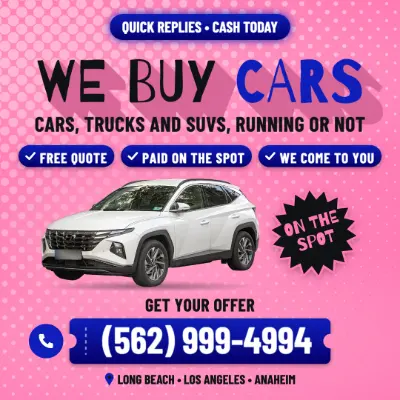 QUICK REPLIES • CASH TODAY
WE BUY CARS
CARS, TRUCKS AND SUVS, RUNNING OR NOT
FREE QUOTE
PAID ON THE SPOT
WE COME TO YOU
ON THE
SPOT
GET YOUR OFFER
(562) 999-4994
LONG BEACH • LOS ANGELES • ANAHEIM